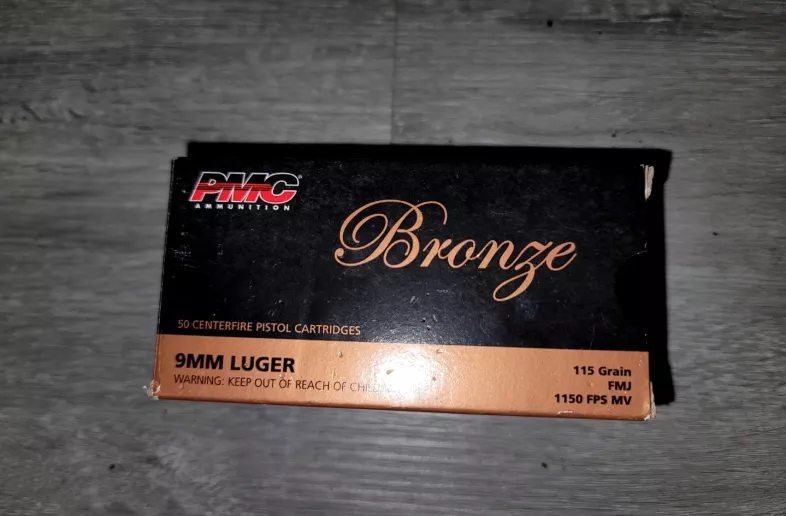 PMC®
AMMUNITION
Bronze
50 CENTERFIRE PISTOL CARTRIDGES
9MM LUGER
WARNING: KEEP OUT OF REACH OF
115 Grain
FMJ
1150 FPS MV